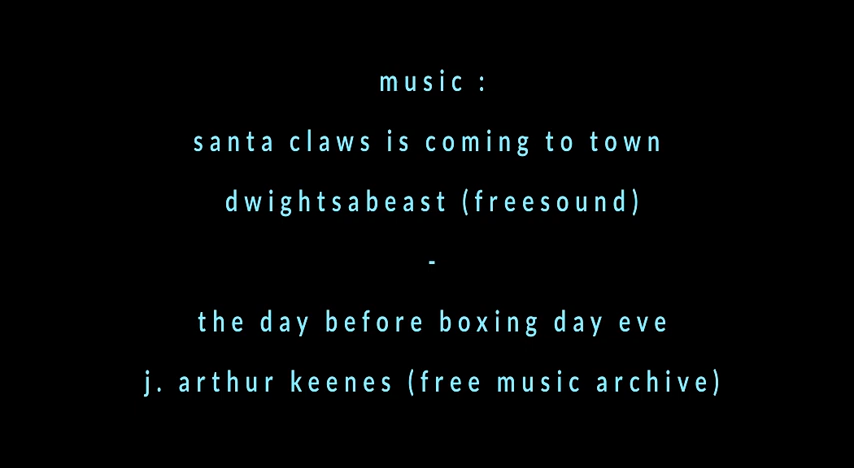 music :
santa claws is coming to town
dwightsabeast (freesound)
-
the day before boxing day eve
j. arthur keenes (free music archive)